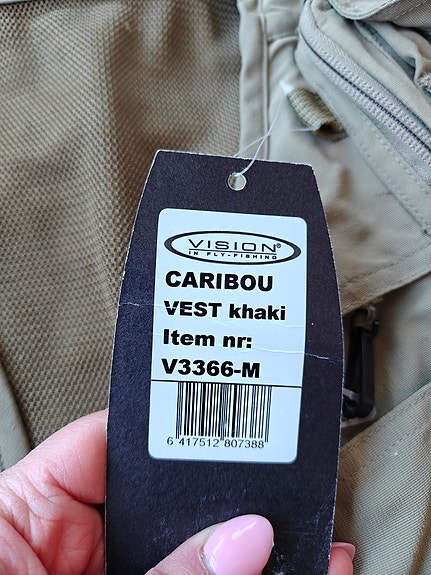 VISION®
IN FLY-FISHING
CARIBOU
VEST khaki
Item nr:
V3366-M
6 417512 807388